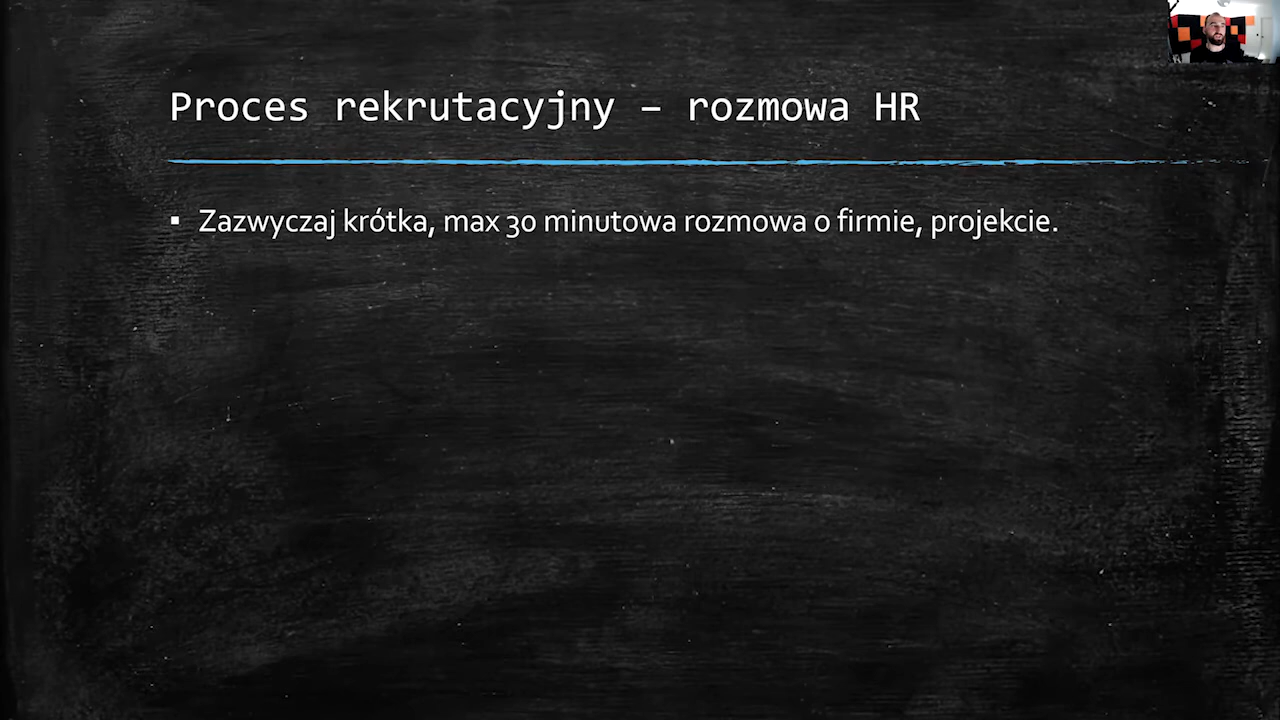 Proces rekrutacyjny – rozmowa HR
▪ Zazwyczaj krótka, max 30 minutowa rozmowa o firmie, projekcie.